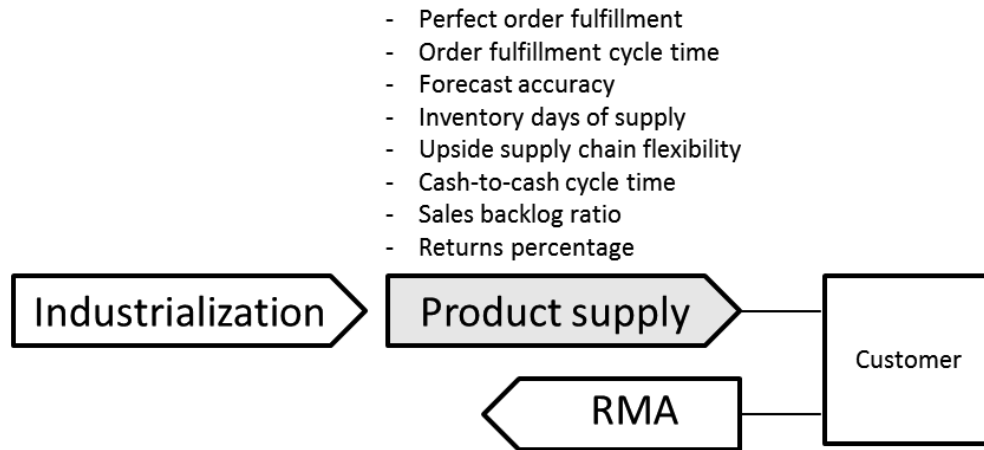 - Perfect order fulfillment
- Order fulfillment cycle time
- Forecast accuracy
- Inventory days of supply
- Upside supply chain flexibility
- Cash-to-cash cycle time
- Sales backlog ratio
- Returns percentage
Industrialization
Product supply
Customer
RMA